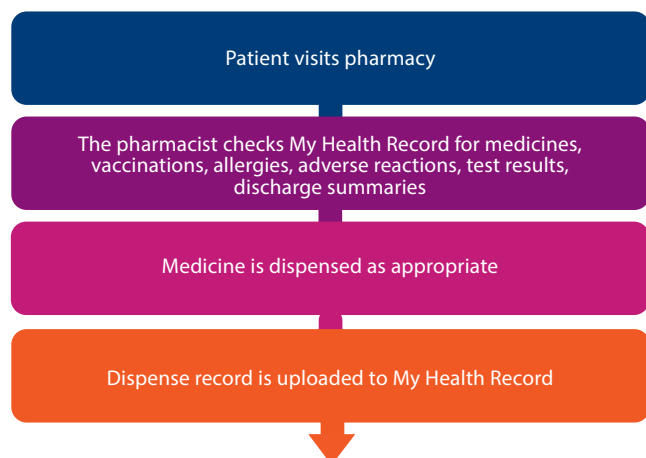 Patient visits pharmacy
The pharmacist checks My Health Record for medicines,
vaccinations, allergies, adverse reactions, test results,
discharge summaries
Medicine is dispensed as appropriate
Dispense record is uploaded to My Health Record